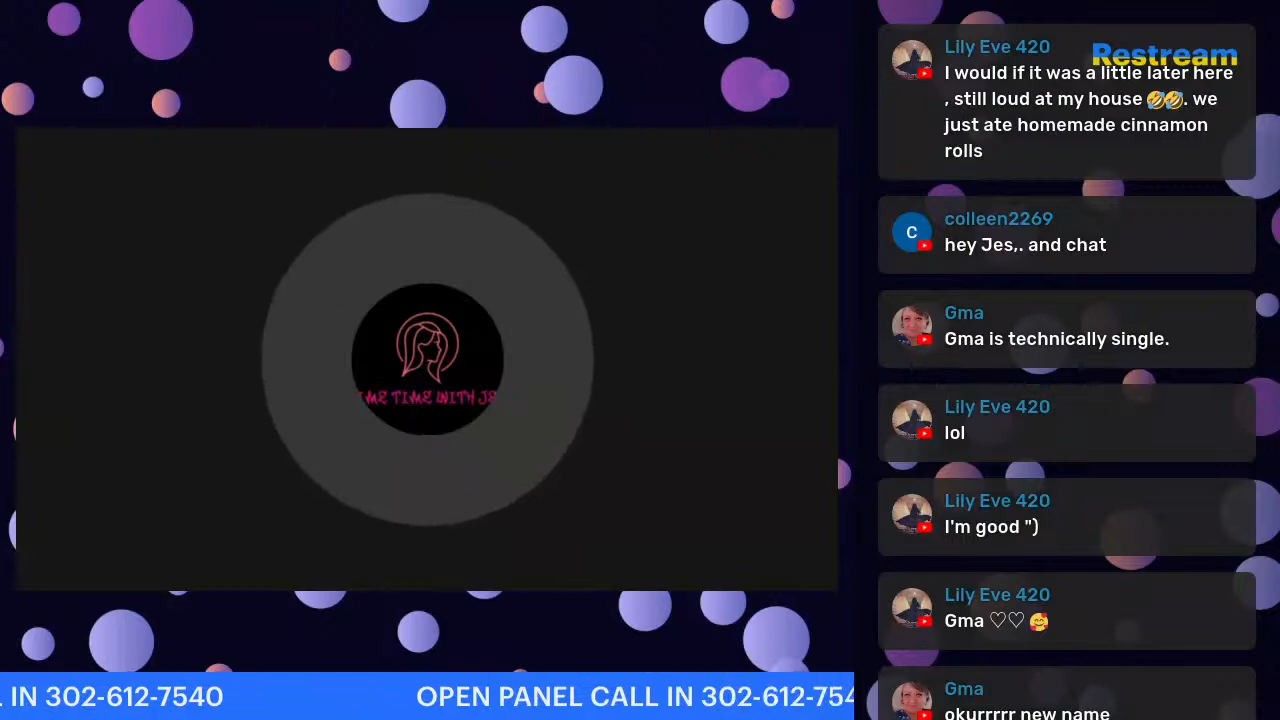 Restream
Lily Eve 420
I would if it was a little later here
, still loud at my house 🤣🤣. we
just ate homemade cinnamon
rolls
C
colleen2269
hey Jes,. and chat
Gma
Gma is technically single.
Lily Eve 420
lol
Lily Eve 420
I'm good ")
Lily Eve 420
Gma ♡♡ 🥰
Gma
okurrrrr new name
TIME WITH
IN 302-612-7540
OPEN PANEL CALL IN 302-612-754